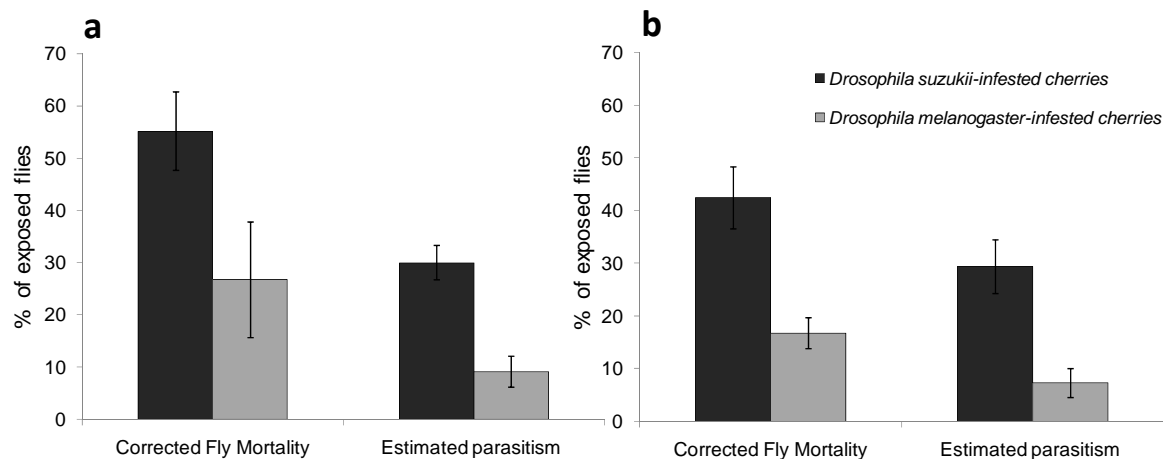 a
70
60
50
40
30
20
10
0
% of exposed flies
Corrected Fly Mortality
Estimated parasitism
b
70
60
50
40
30
20
10
0
% of exposed flies
Drosophila suzukii-infested cherries
Drosophila melanogaster-infested cherries
Corrected Fly Mortality
Estimated parasitism